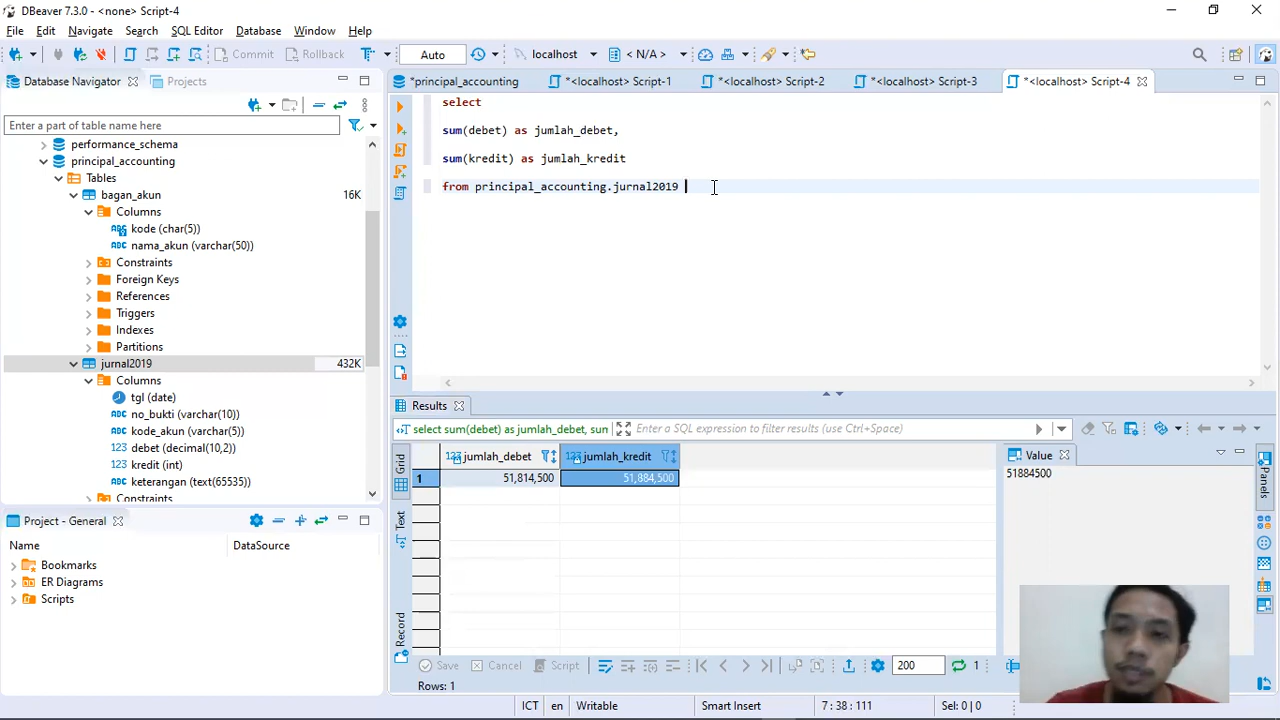 DBeaver 7.3.0 - <none> Script-4
File Edit Navigate Search SQL Editor Database Window Help
Commit Rollback Auto localhost < N/A >
Database Navigator Projects
*principal_accounting *<localhost> Script-1 *<localhost> Script-2 *<localhost> Script-3 *<localhost> Script-4
Enter a part of table name here
performance_schema
principal_accounting
Tables
bagan_akun 16K
Columns
kode (char(5))
nama_akun (varchar(50))
Constraints
Foreign Keys
References
Triggers
Indexes
Partitions
jurnal2019 432K
Columns
tgl (date)
no_bukti (varchar(10))
kode_akun (varchar(5))
debet (decimal(10,2))
kredit (int)
keterangan (text(65535))
Constraints
select
sum(debet) as jumlah_debet,
sum(kredit) as jumlah_kredit
from principal_accounting.jurnal2019
Project - General
Name DataSource
Bookmarks
ER Diagrams
Scripts
Results
select sum(debet) as jumlah_debet, sum Enter a SQL expression to filter results (use Ctrl+Space)
Grid
Text
Record
123 jumlah_debet 123 jumlah_kredit
1 51,814,500 51,884,500
Value
51884500
Panels
Save Cancel Script 200 1
Rows: 1
ICT en Writable Smart Insert 7 : 38 : 111 Sel: 0 | 0